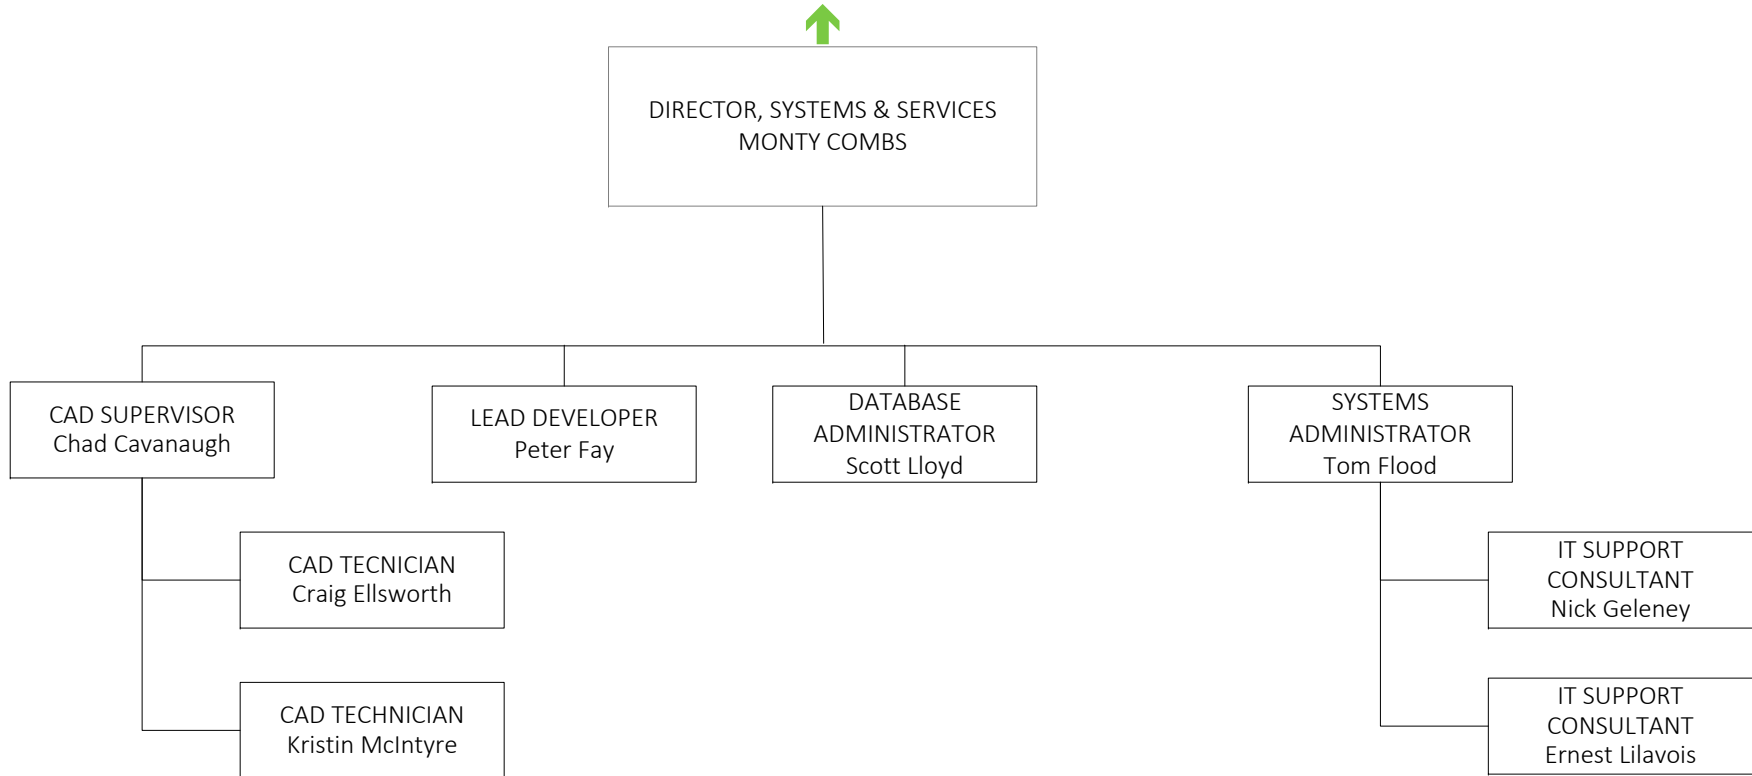 DIRECTOR, SYSTEMS & SERVICES
MONTY COMBS
CAD SUPERVISOR
Chad Cavanaugh
LEAD DEVELOPER
Peter Fay
DATABASE
ADMINISTRATOR
Scott Lloyd
SYSTEMS
ADMINISTRATOR
Tom Flood
CAD TECNICIAN
Craig Ellsworth
IT SUPPORT
CONSULTANT
Nick Geleney
CAD TECHNICIAN
Kristin McIntyre
IT SUPPORT
CONSULTANT
Ernest Lilavois